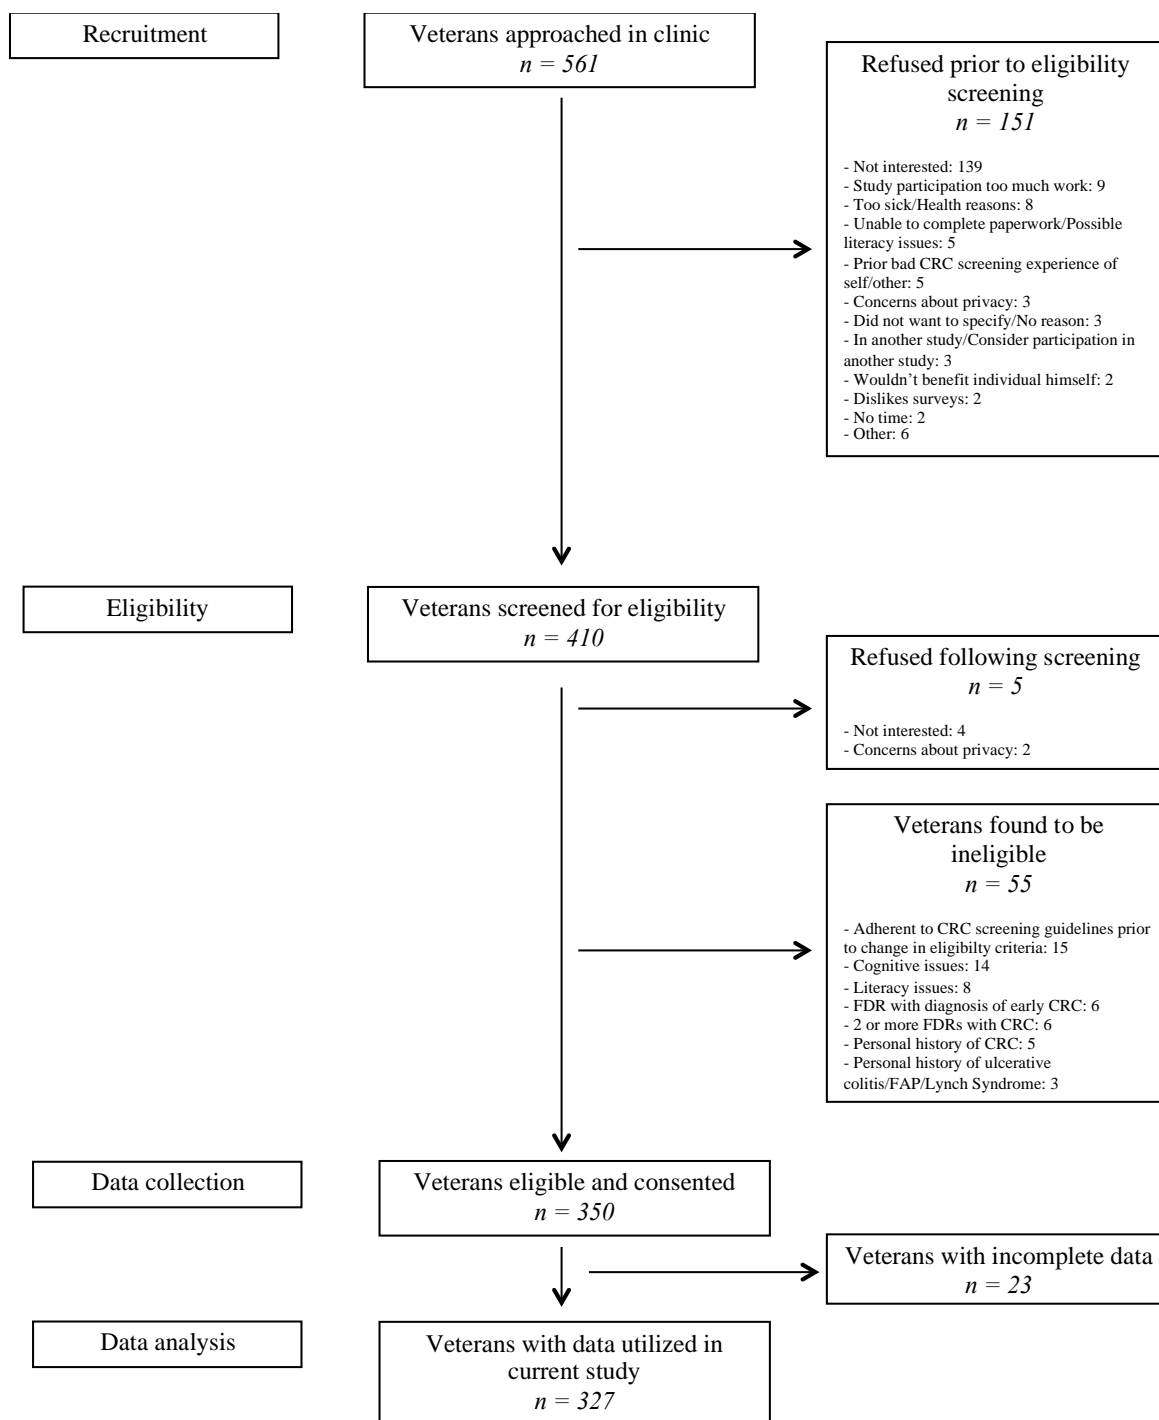 Recruitment
Veterans approached in clinic
n = 561
Refused prior to eligibility
screening
n = 151
- Not interested: 139
- Study participation too much work: 9
- Too sick/Health reasons: 8
- Unable to complete paperwork/Possible
literacy issues: 5
- Prior bad CRC screening experience of
self/other: 5
- Concerns about privacy: 3
- Did not want to specify/No reason: 3
- In another study/Consider participation in
another study: 3
- Wouldn't benefit individual himself: 2
- Dislikes surveys: 2
- No time: 2
- Other: 6
Eligibility
Veterans screened for eligibility
n = 410
Refused following screening
n = 5
- Not interested: 4
- Concerns about privacy: 2
Veterans found to be
ineligible
n = 55
- Adherent to CRC screening guidelines prior
to change in eligibilty criteria: 15
- Cognitive issues: 14
- Literacy issues: 8
- FDR with diagnosis of early CRC: 6
- 2 or more FDRs with CRC: 6
- Personal history of CRC: 5
- Personal history of ulcerative
colitis/FAP/Lynch Syndrome: 3
Data collection
Veterans eligible and consented
n = 350
Veterans with incomplete data
n = 23
Data analysis
Veterans with data utilized in
current study
n = 327